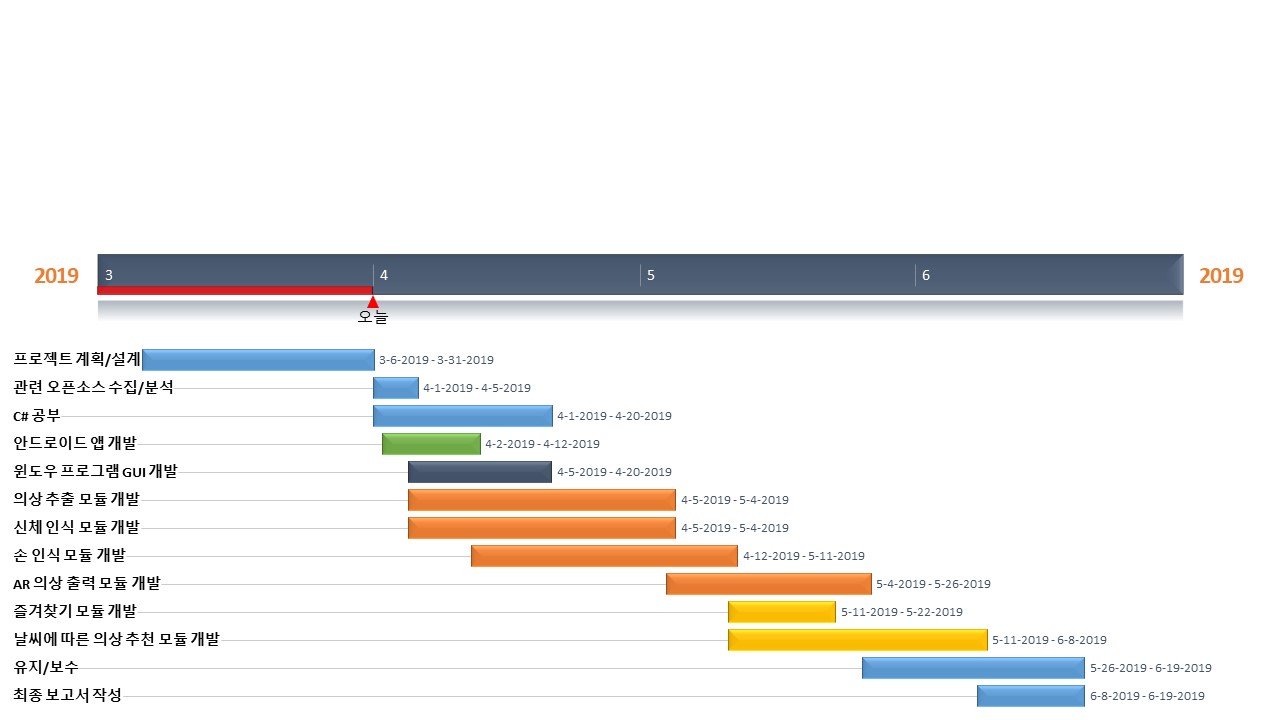 2019 3 4 5 6 2019
오늘
프로젝트 계획/설계 3-6-2019 - 3-31-2019
관련 오픈소스 수집/분석 4-1-2019 - 4-5-2019
C# 공부 4-1-2019 - 4-20-2019
안드로이드 앱 개발 4-2-2019 - 4-12-2019
윈도우 프로그램 GUI 개발 4-5-2019 - 4-20-2019
의상 추출 모듈 개발 4-5-2019 - 5-4-2019
신체 인식 모듈 개발 4-5-2019 - 5-4-2019
손 인식 모듈 개발 4-12-2019 - 5-11-2019
AR 의상 출력 모듈 개발 5-4-2019 - 5-26-2019
즐겨찾기 모듈 개발 5-11-2019 - 5-22-2019
날씨에 따른 의상 추천 모듈 개발 5-11-2019 - 6-8-2019
유지/보수 5-26-2019 - 6-19-2019
최종 보고서 작성 6-8-2019 - 6-19-2019